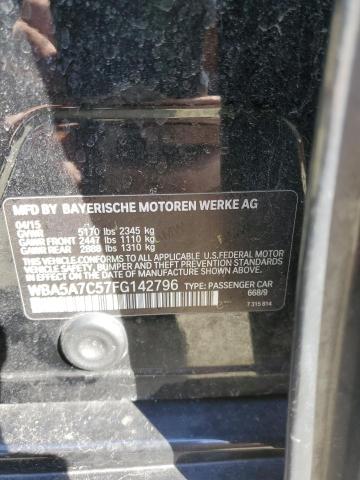 MFD BY BAYERISCHE MOTOREN WERKE AG
04/15
GVWR 5170 lbs 2345 kg
GAWR FRONT 2447 lbs 1110 kg
GAWR REAR 2888 lbs 1310 kg
THIS VEHICLE CONFORMS TO ALL APPLICABLE U.S. FEDERAL MOTOR
VEHICLE SAFETY, BUMPER, AND THEFT PREVENTION STANDARDS
IN EFFECT ON THE DATE OF MANUFACTURE SHOWN ABOVE.
WBA5A7C57FG142796 TYPE: PASSENGER CAR
668/9
7 315 814